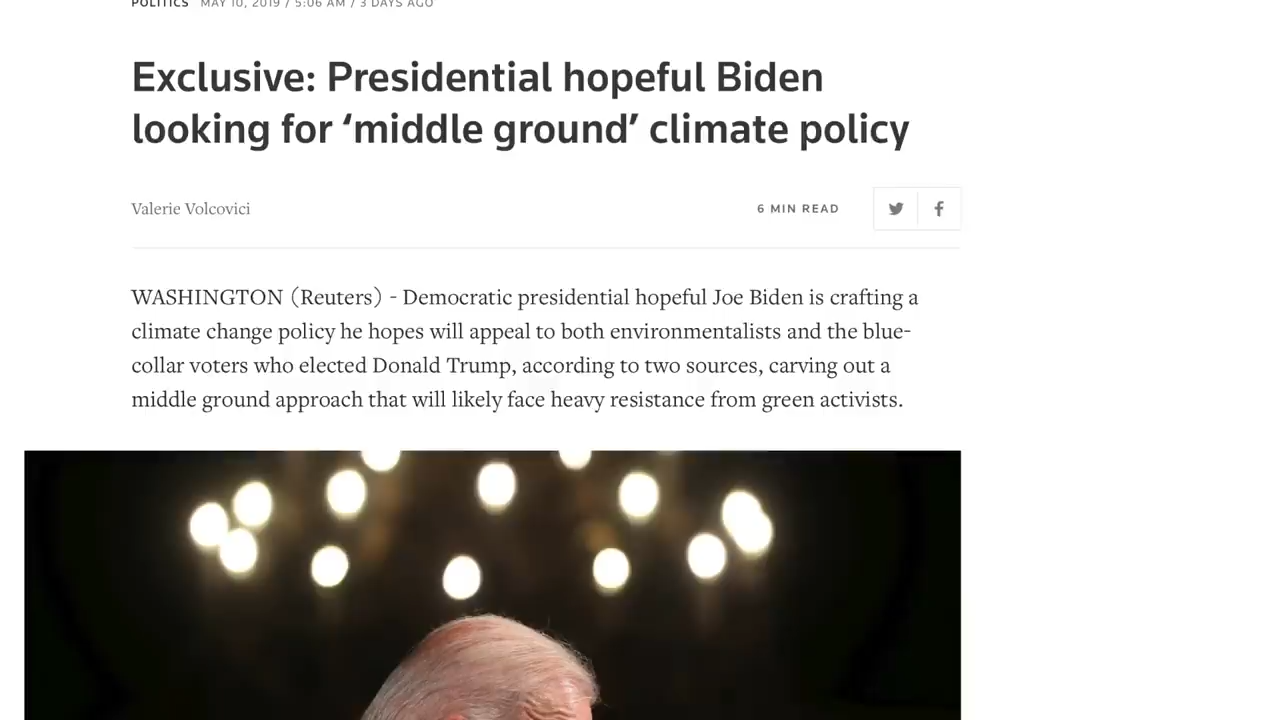 POLITICS MAY 10, 2019 / 5:06 AM / 3 DAYS AGO
Exclusive: Presidential hopeful Biden
looking for ‘middle ground’ climate policy
Valerie Volcovici
6 MIN READ
WASHINGTON (Reuters) - Democratic presidential hopeful Joe Biden is crafting a
climate change policy he hopes will appeal to both environmentalists and the blue-
collar voters who elected Donald Trump, according to two sources, carving out a
middle ground approach that will likely face heavy resistance from green activists.